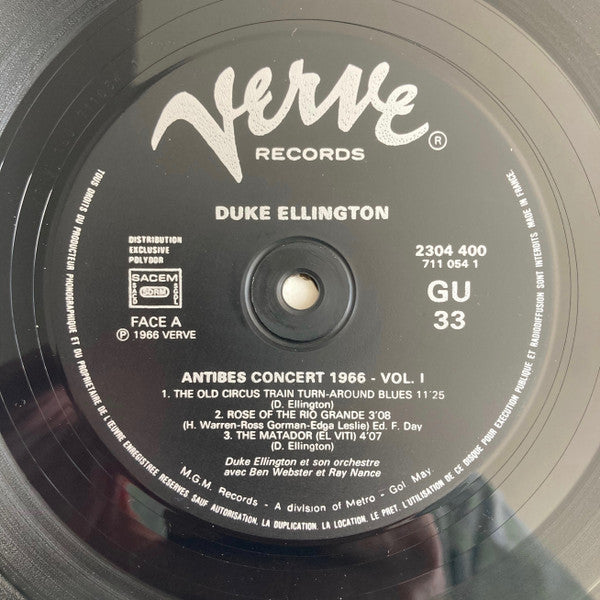 Verve ®
RECORDS
DUKE ELLINGTON
DISTRIBUTION
EXCLUSIVE
POLYDOR
SACEM
SACD SDRM SGDL
FACE A
℗ 1966 VERVE
2304 400
711 054 1
GU
33
ANTIBES CONCERT 1966 - VOL. I
1. THE OLD CIRCUS TRAIN TURN-AROUND BLUES 11'25
(D. Ellington)
2. ROSE OF THE RIO GRANDE 3'08
(H. Warren-Ross Gorman-Edga Leslie) Ed. F. Day
3. THE MATADOR (EL VITI) 4'07
(D. Ellington)
Duke Ellington et son orchestre
avec Ben Webster et Ray Nance
M.G.M. Records - A division of Metro - Gol May.
TOUS DROITS DU PRODUCTEUR PHONOGRAPHIQUE ET DU PROPRIETAIRE DE L'ŒUVRE ENREGISTREE RESERVES SAUF AUTORISATION, LA DUPLICATION, LA LOCATION, LE PRET, L'UTILISATION DE CE DISQUE POUR EXECUTION PUBLIQUE ET RADIODIFFUSION SONT INTERDITS MADE IN FRANCE.